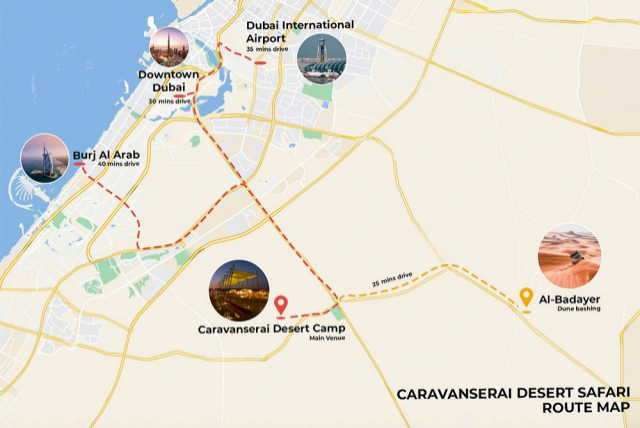 Dubai International
Airport
35 mins drive
Downtown
Dubai
30 mins drive
Burj Al Arab
40 mins drive
25 mins drive
Al-Badayer
Dune bashing
Caravanserai Desert Camp
Main Venue
CARAVANSERAI DESERT SAFARI
ROUTE MAP